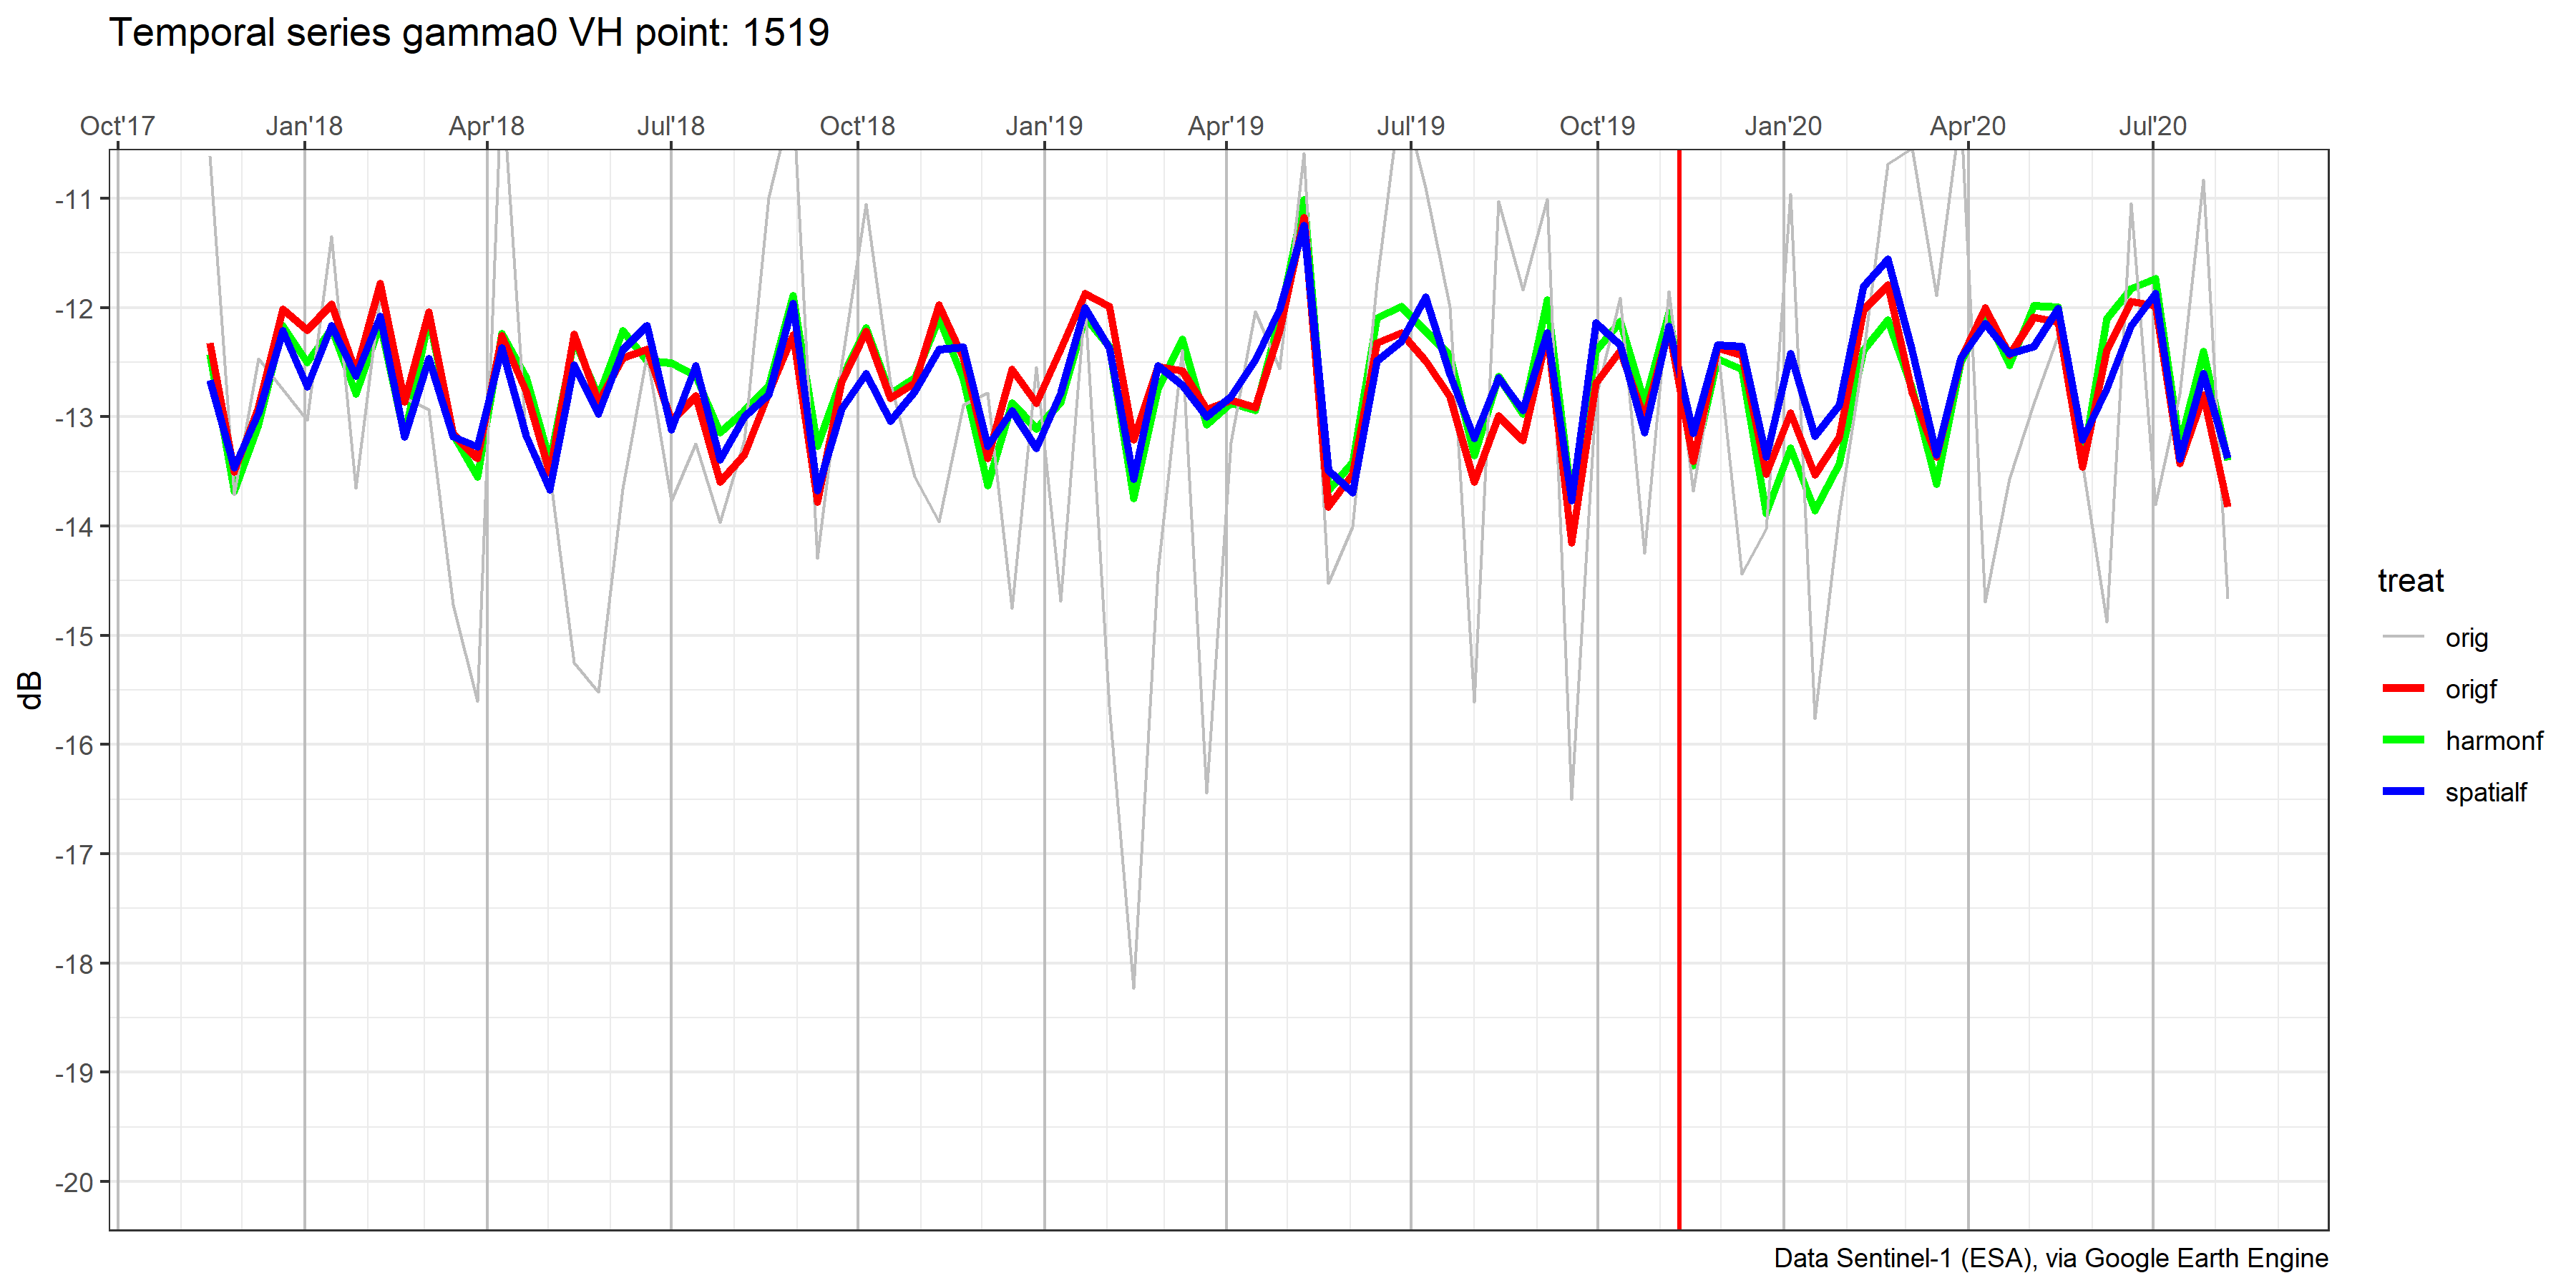 Temporal series gamma0 VH point: 1519
Oct'17 Jan'18 Apr'18 Jul'18 Oct'18 Jan'19 Apr'19 Jul'19 Oct'19 Jan'20 Apr'20 Jul'20
-11
-12
-13
-14
-15
-16
-17
-18
-19
-20
dB
treat
orig
origf
harmonf
spatialf
Data Sentinel-1 (ESA), via Google Earth Engine